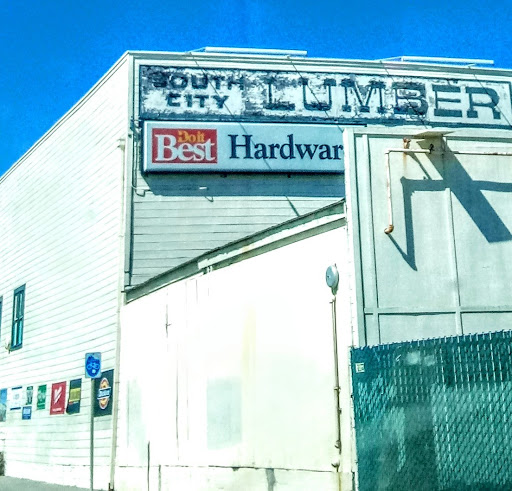 SOUTH
CITY
LUMBER
Do it
Best
Hardwar